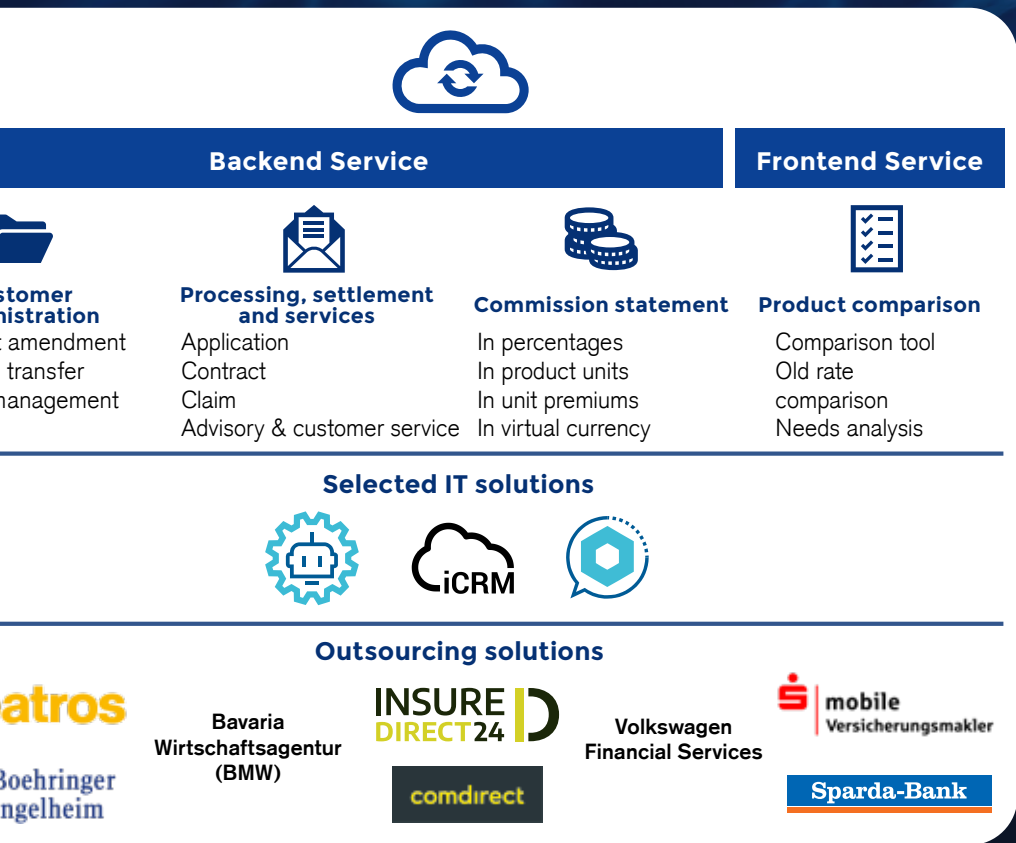 Backend Service
Frontend Service
stomer
nistration
t amendment
transfer
nanagement
Processing, settlement
and services
Application
Contract
Claim
Advisory & customer service
Commission statement
In percentages
In product units
In unit premiums
In virtual currency
Product comparison
Comparison tool
Old rate
comparison
Needs analysis
Selected IT solutions
iCRM
Outsourcing solutions
atros
Bavaria
Wirtschaftsagentur
(BMW)
INSURE
DIRECT24
Volkswagen
Financial Services
mobile
Versicherungsmakler
Boehringer
ngelheim
comdirect
Sparda-Bank